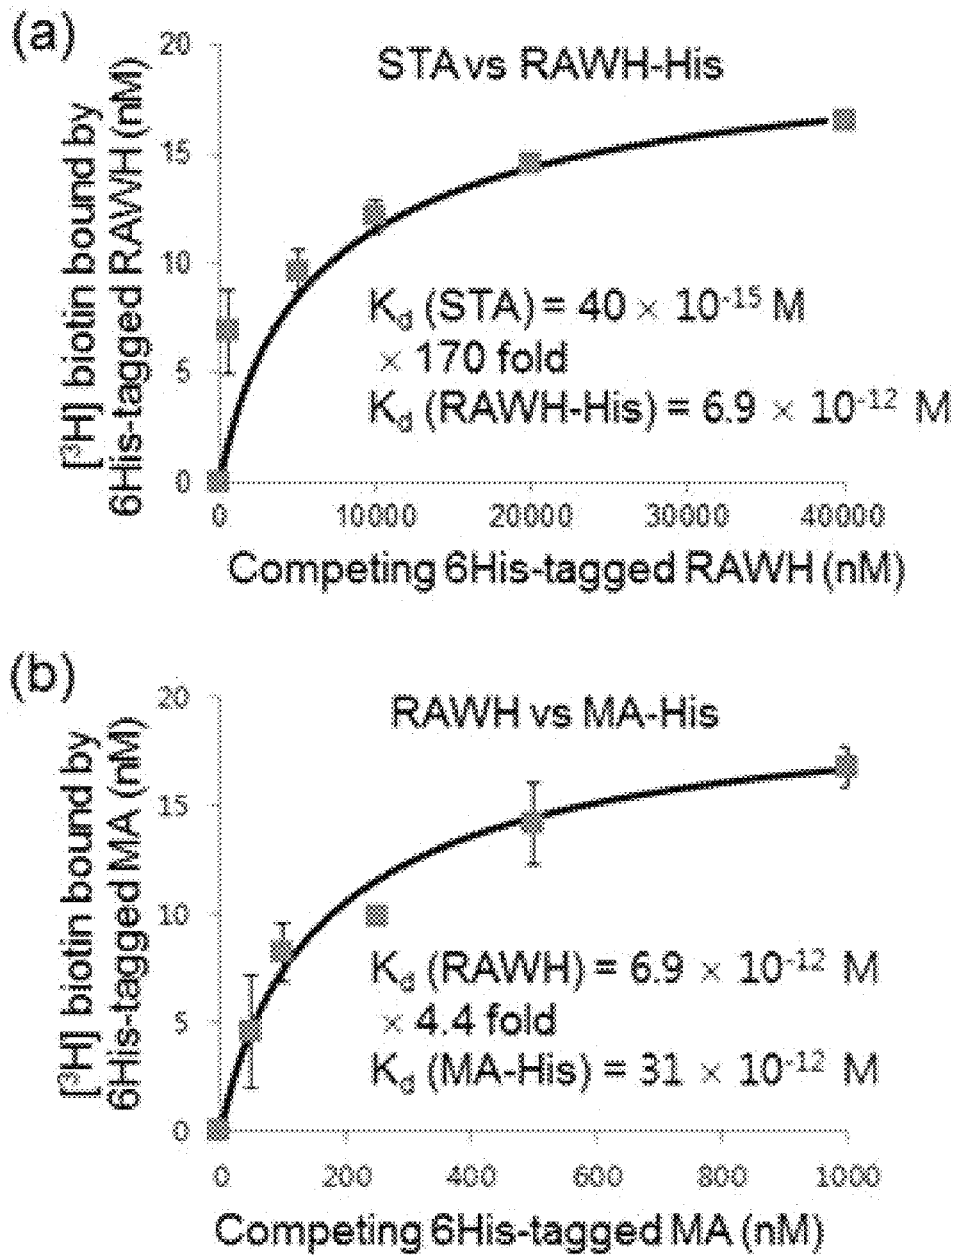 (a)
STA vs RAWH-His
[³H] biotin bound by
6His-tagged RAWH (nM)
20
15
10
5
0
K_d (STA) = 40 × 10⁻¹⁵ M
× 170 fold
K_d (RAWH-His) = 6.9 × 10⁻¹² M
0 10000 20000 30000 40000
Competing 6His-tagged RAWH (nM)
(b)
RAWH vs MA-His
[³H] biotin bound by
6His-tagged MA (nM)
20
15
10
5
0
K_d (RAWH) = 6.9 × 10⁻¹² M
× 4.4 fold
K_d (MA-His) = 31 × 10⁻¹² M
0 200 400 600 800 1000
Competing 6His-tagged MA (nM)